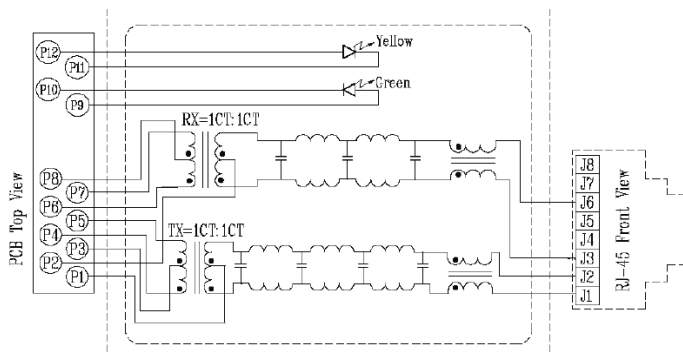 P12
Yellow
P11
P10
Green
P9
RX=1CT:1CT
P8
P7
P6
P5
TX=1CT:1CT
P4
P3
P2
P1
PCB Top View
J8
J7
J6
J5
J4
J3
J2
J1
RJ-45 Front View